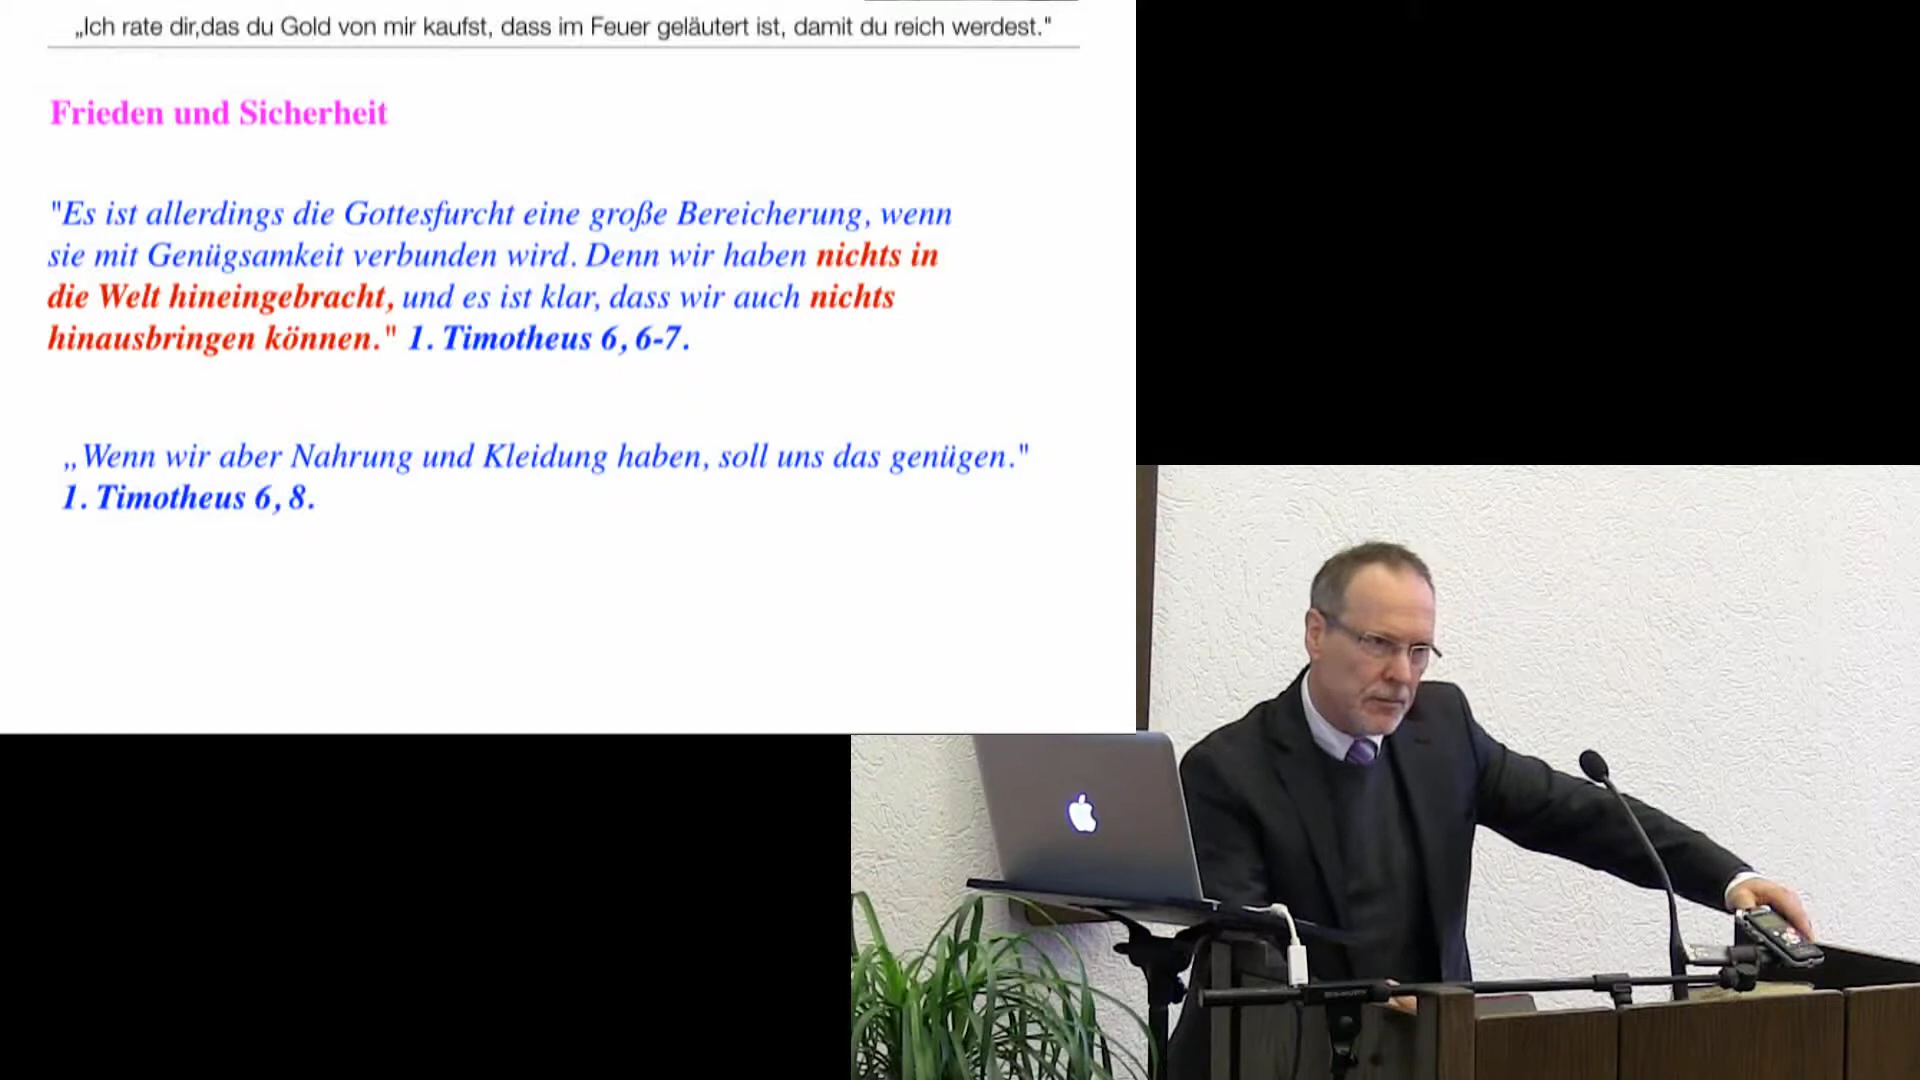 „Ich rate dir,das du Gold von mir kaufst, dass im Feuer geläutert ist, damit du reich werdest."
Frieden und Sicherheit
"Es ist allerdings die Gottesfurcht eine große Bereicherung, wenn
sie mit Genügsamkeit verbunden wird. Denn wir haben nichts in
die Welt hineingebracht, und es ist klar, dass wir auch nichts
hinausbringen können." 1. Timotheus 6, 6-7.
„Wenn wir aber Nahrung und Kleidung haben, soll uns das genügen."
1. Timotheus 6, 8.